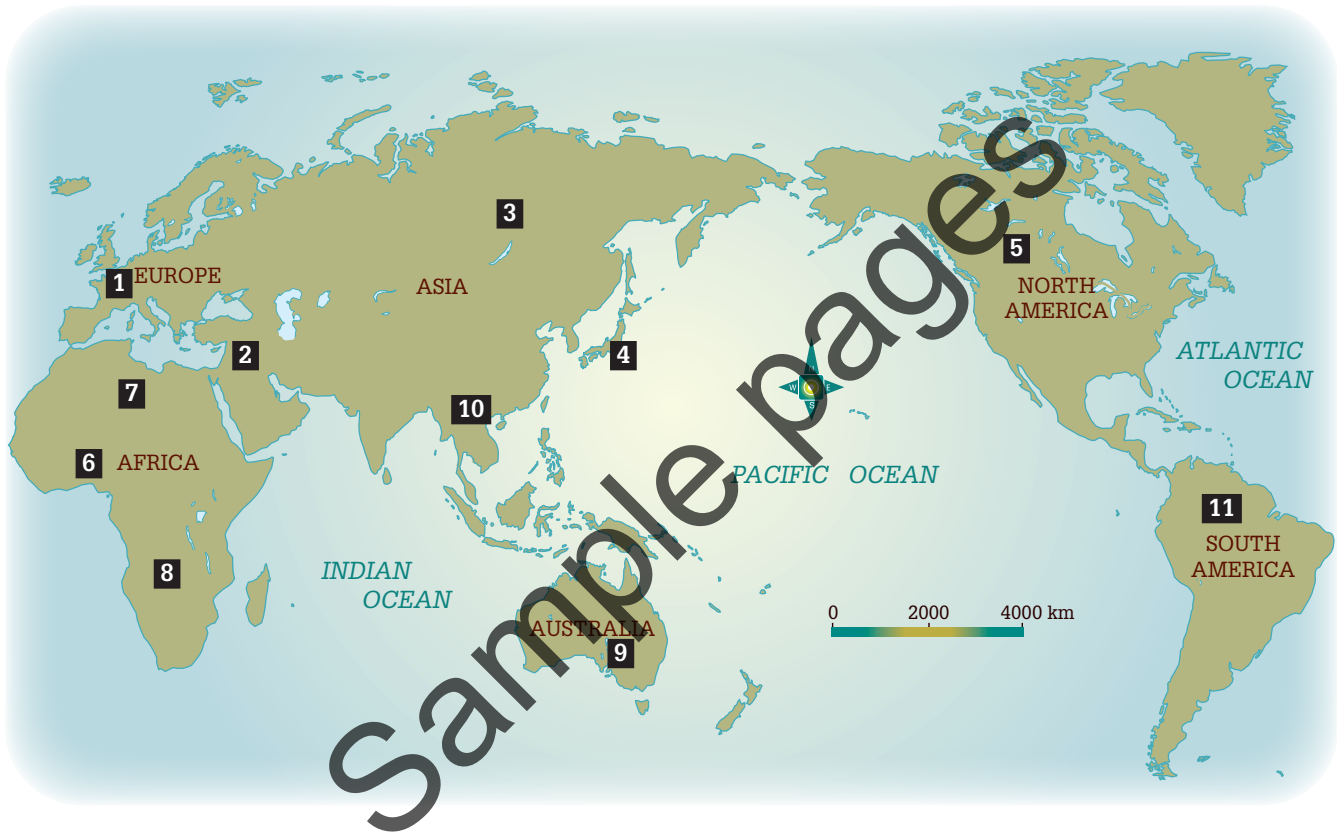 3
5
1
EUROPE
ASIA
NORTH
AMERICA
2
4
ATLANTIC
OCEAN
7
N
W
E
S
10
6
AFRICA
PACIFIC OCEAN
11
SOUTH
AMERICA
8
INDIAN
OCEAN
0 2000 4000 km
AUSTRALIA
9
Sample pages